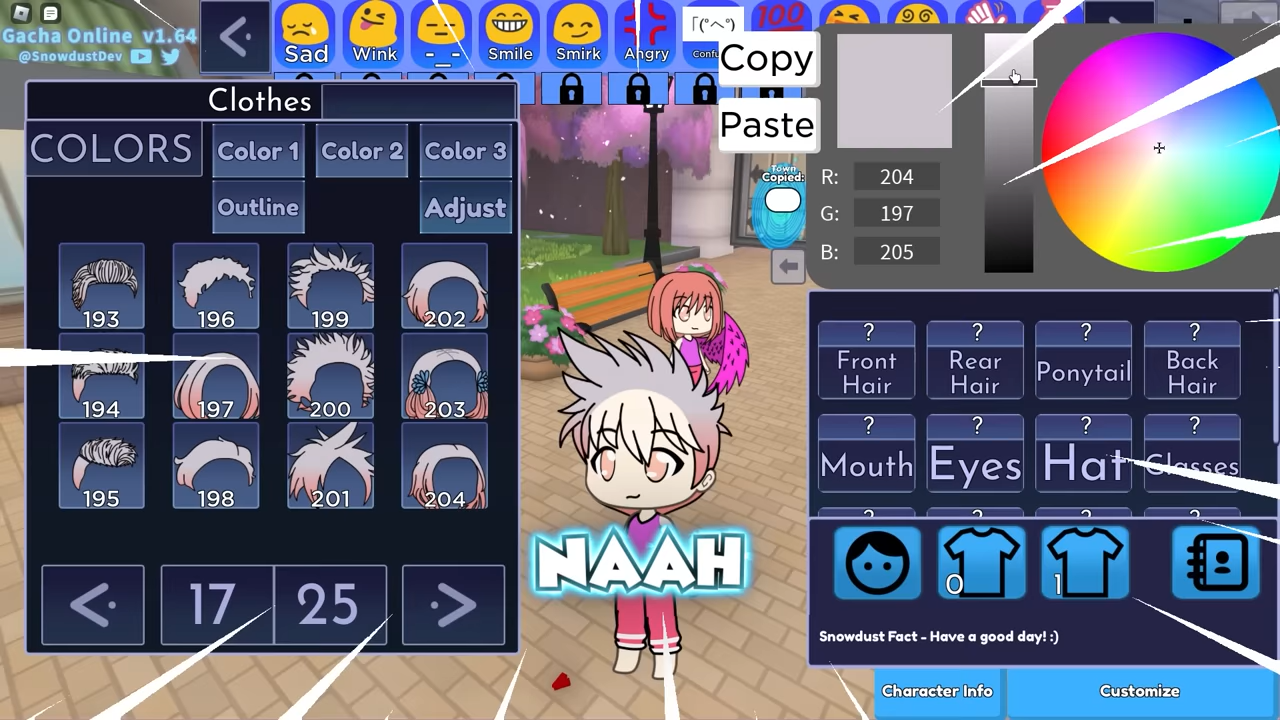 Gacha Online v1.64
@SnowdustDev
Sad
Wink
-_-
Smile
Smirk
Angry
100
Copy
Paste
Clothes
COLORS
Color 1
Color 2
Color 3
Outline
Adjust
193
196
199
202
194
197
200
203
195
198
201
204
17
25
Town
Copied:
R: 204
G: 197
B: 205
?
?
?
?
Front
Hair
Rear
Hair
Ponytail
Back
Hair
?
?
?
?
Mouth
Eyes
Hat
Glasses
?
?
?
?
0
1
NAAH
Snowdust Fact - Have a good day! :)
Character Info
Customize